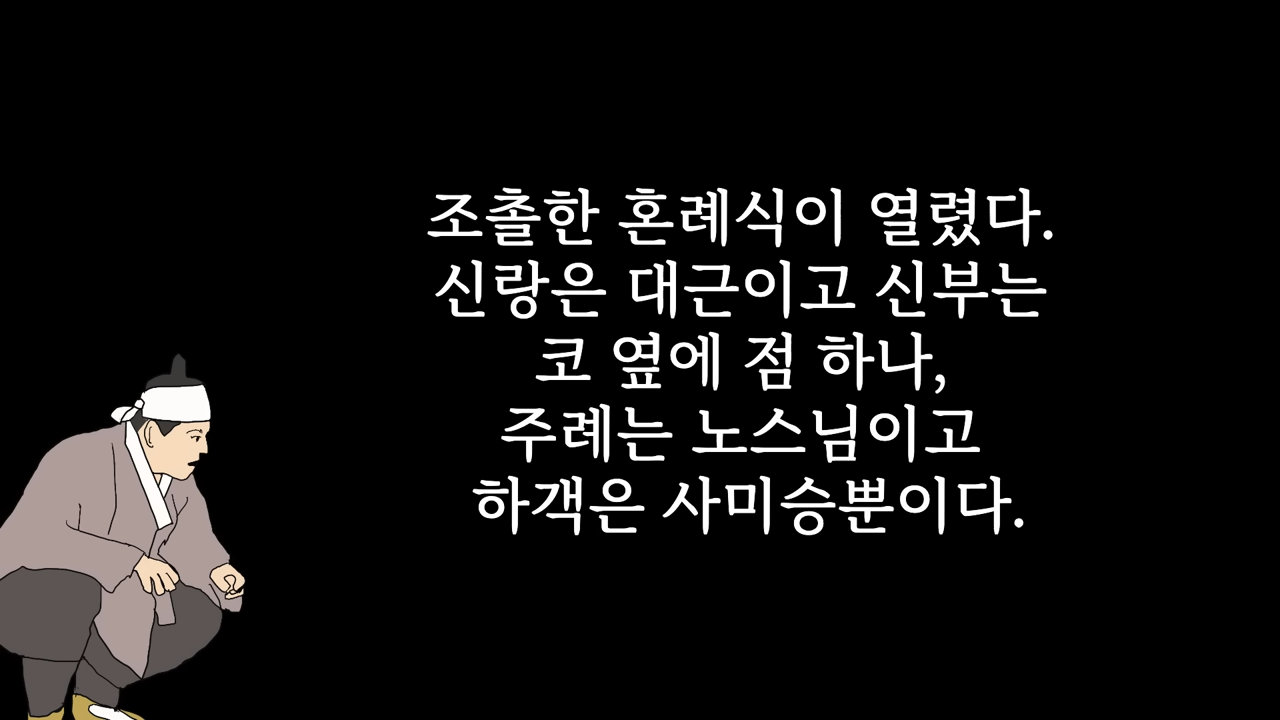 조촐한 혼례식이 열렸다.
신랑은 대근이고 신부는
코 옆에 점 하나,
주례는 노스님이고
하객은 사미승뿐이다.